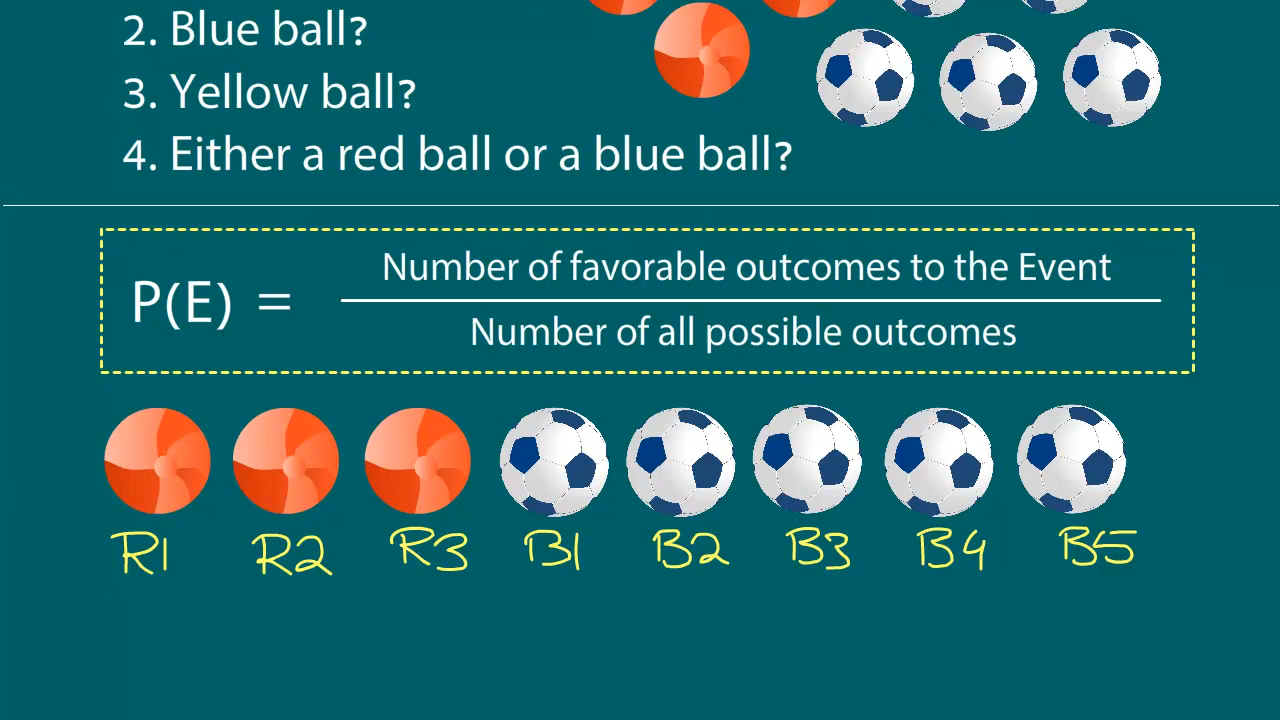 2. Blue ball?
3. Yellow ball?
4. Either a red ball or a blue ball?
P(E) = Number of favorable outcomes to the Event
Number of all possible outcomes
R1 R2 R3 B1 B2 B3 B4 B5